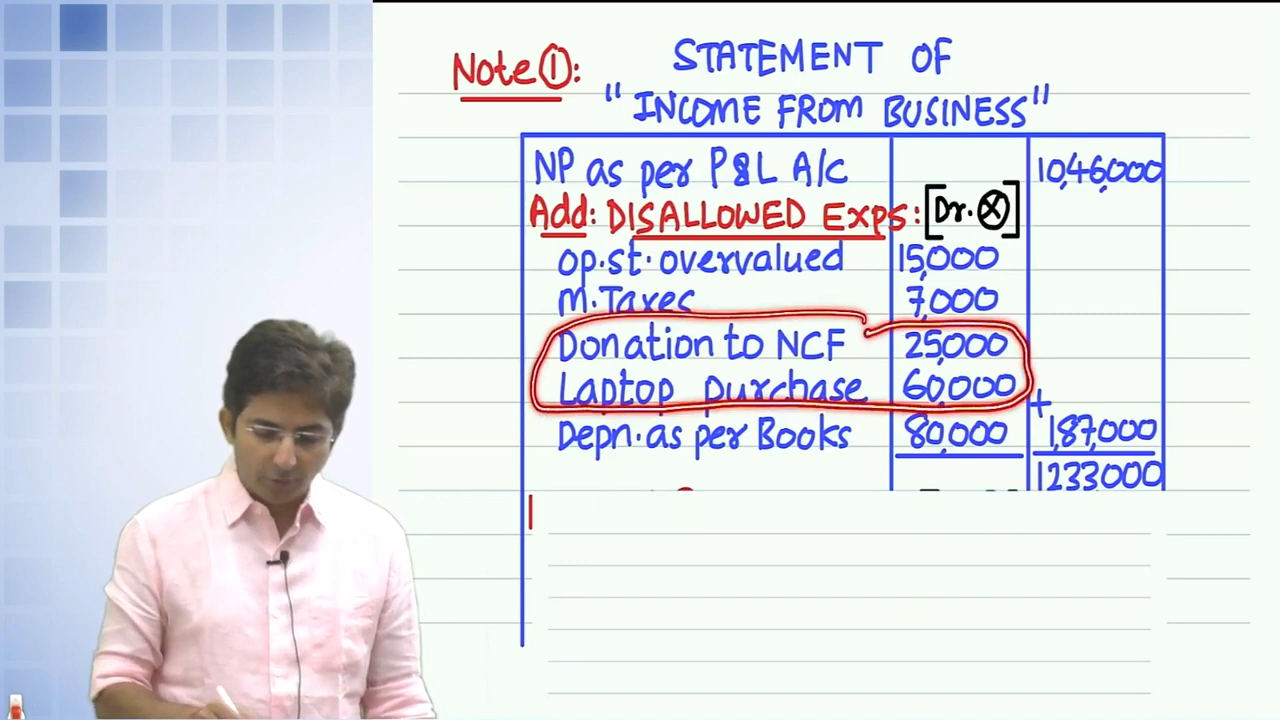 Note ①: STATEMENT OF
"INCOME FROM BUSINESS"
NP as per P&L A/c 10,46,000
Add: DISALLOWED Exps: [Dr. ⊗]
op.st.overvalued 15,000
m.Taxes 7,000
Donation to NCF 25,000
Laptop purchase 60,000 +
Depn.as per Books 80,000 1,87,000
1233,000